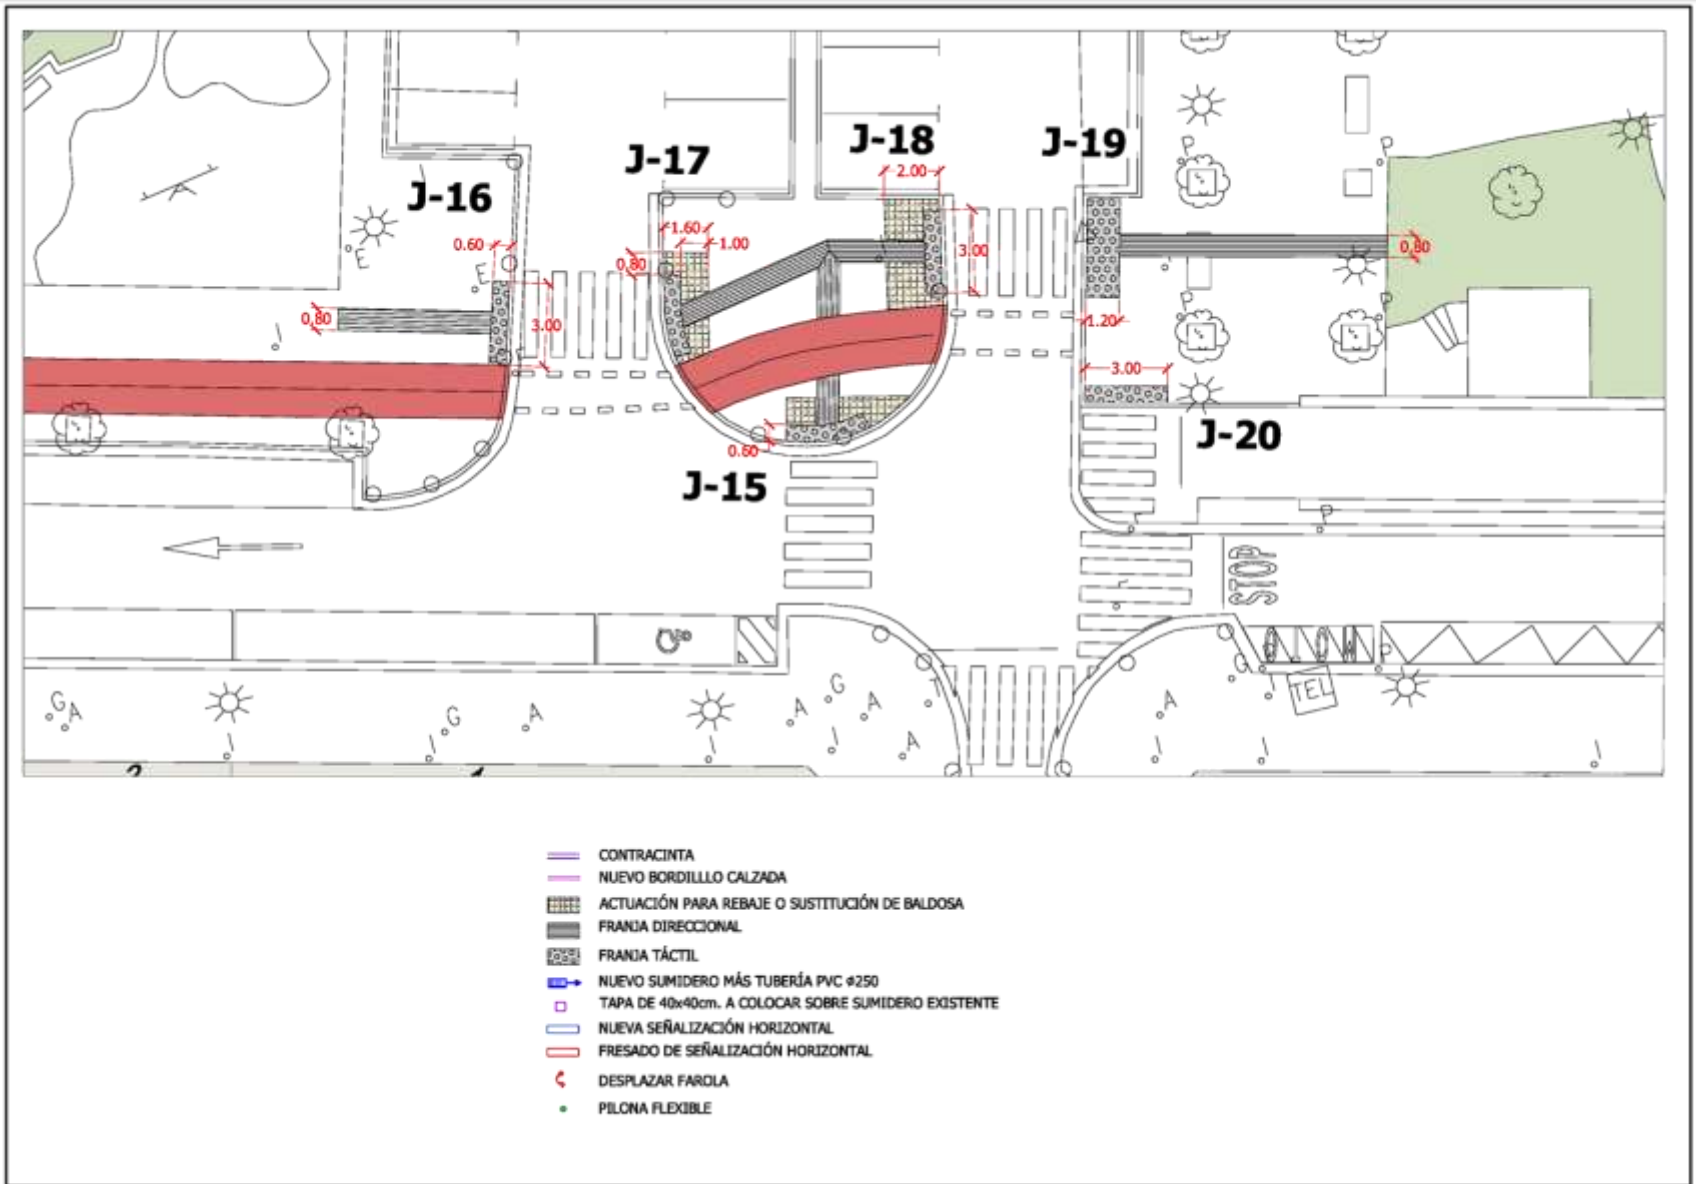 J-18
J-19
J-17
P
P
2.00
J-16
1.60
1.00
0.60
E
E
0.80
3.00
0.80
P
P
0.80
3.00
1.20
3.00
J-20
0.60
J-15
P
STOP
P
G
A
G
A
A
G
A
A
A
TEL
CONTRACINTA
NUEVO BORDILLLO CALZADA
ACTUACIÓN PARA REBAJE O SUSTITUCIÓN DE BALDOSA
FRANJA DIRECCIONAL
FRANJA TÁCTIL
NUEVO SUMIDERO MÁS TUBERÍA PVC ø250
TAPA DE 40x40cm. A COLOCAR SOBRE SUMIDERO EXISTENTE
NUEVA SEÑALIZACIÓN HORIZONTAL
FRESADO DE SEÑALIZACIÓN HORIZONTAL
DESPLAZAR FAROLA
PILONA FLEXIBLE